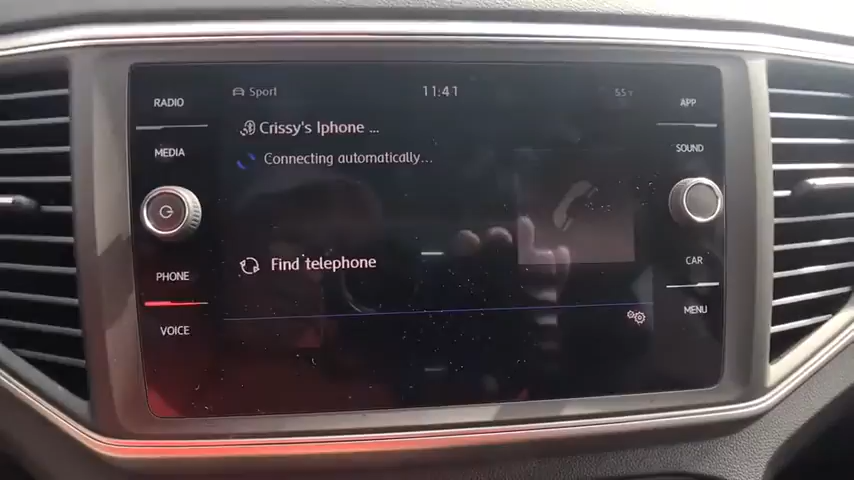 RADIO
MEDIA
PHONE
VOICE
Sport
11:41
Crissy's Iphone ...
Connecting automatically...
Find telephone
APP
SOUND
CAR
MENU